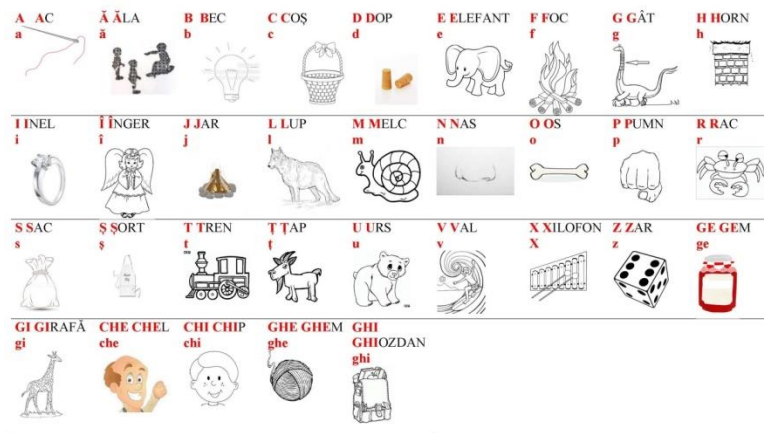 A AC
a
Ă ĂLA
ă
B BEC
b
C COȘ
c
D DOP
d
E ELEFANT
e
F FOC
f
G GÂT
g
H HORN
h
I INEL
i
Î ÎNGER
î
J JAR
j
L LUP
l
M MELC
m
N NAS
n
O OS
o
P PUMN
p
R RAC
r
S SAC
s
Ș ȘORT
ș
T TREN
t
Ț ȚAP
ț
U URS
u
V VAL
v
X XILOFON
X
Z ZAR
z
GE GEM
ge
GI GIRAFĂ
gi
CHE CHEL
che
CHI CHIP
chi
GHE GHEM
ghe
GHI
GHIOZDAN
ghi